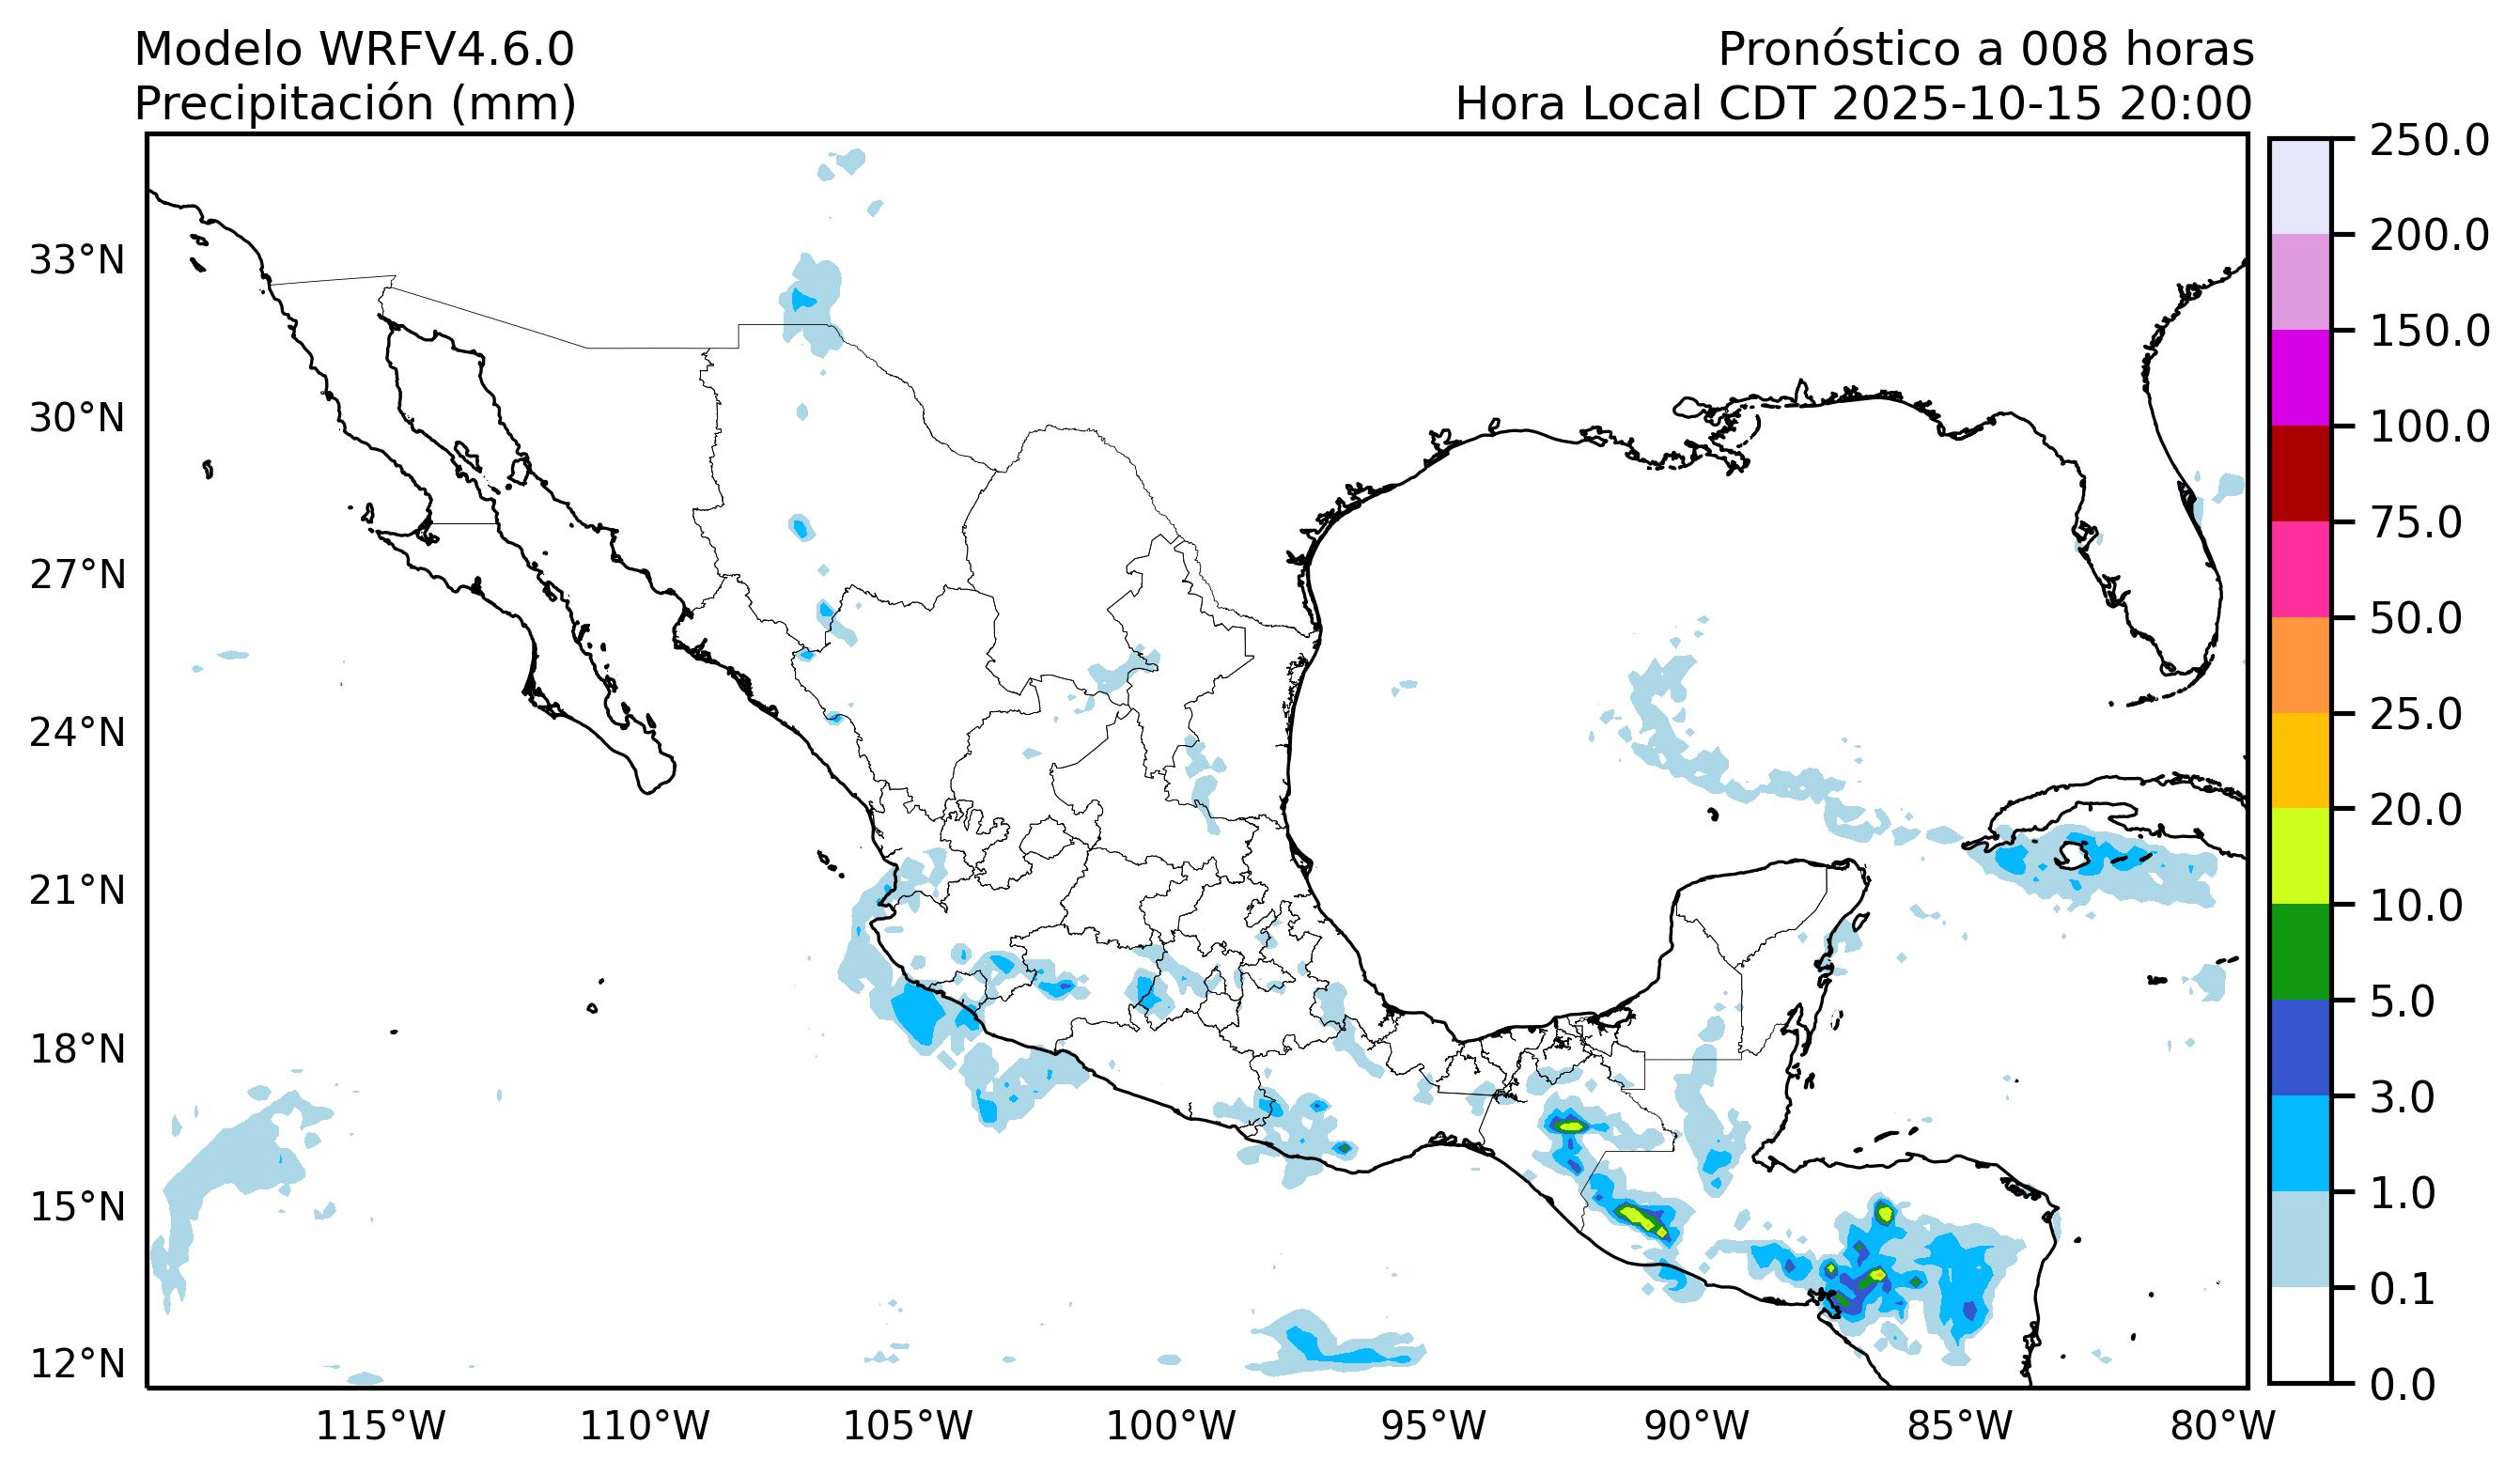 Modelo WRFV4.6.0
Precipitación (mm)
Pronóstico a 008 horas
Hora Local CDT 2025-10-15 20:00
33°N
30°N
27°N
24°N
21°N
18°N
15°N
12°N
115°W
110°W
105°W
100°W
95°W
90°W
85°W
80°W
250.0
200.0
150.0
100.0
75.0
50.0
25.0
20.0
10.0
5.0
3.0
1.0
0.1
0.0